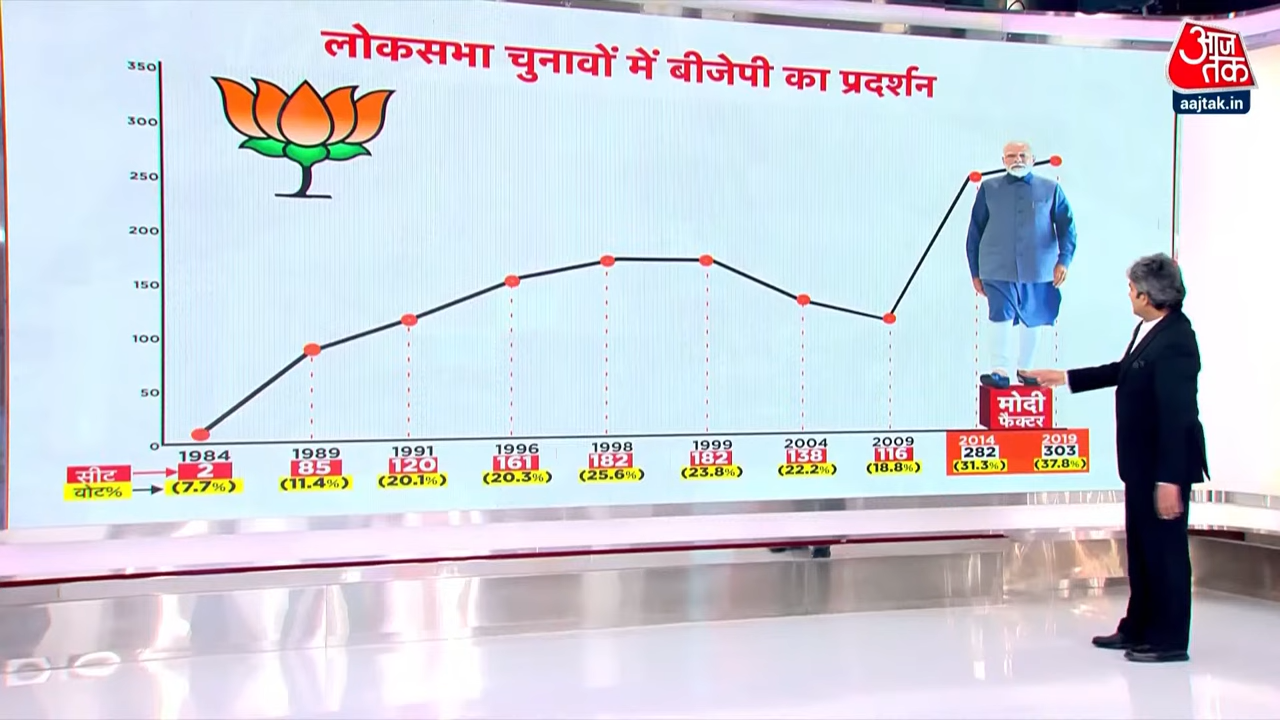 लोकसभा चुनावों में बीजेपी का प्रदर्शन
आज
तक
aajtak.in
350
300
250
200
150
100
50
0
1984 1989 1991 1996 1998 1999 2004 2009 2014 2019
सीट 2 85 120 161 182 182 138 116 282 303
वोट% (7.7%) (11.4%) (20.1%) (20.3%) (25.6%) (23.8%) (22.2%) (18.8%) (31.3%) (37.8%)
मोदी
फैक्टर